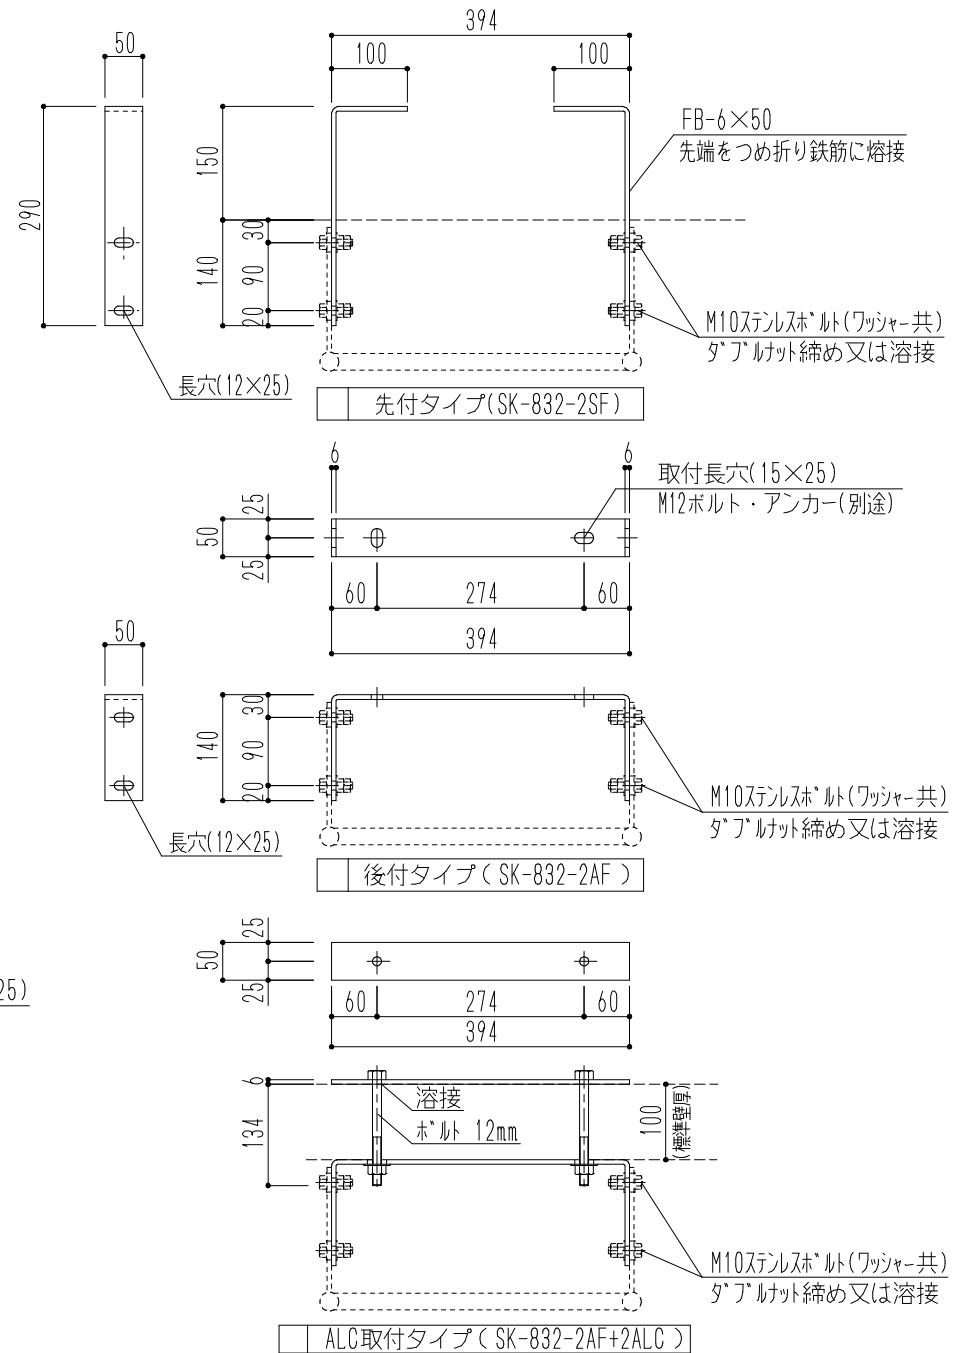 394
50
100
100
FB-6×50
先端をつめ折り鉄筋に熔接
150
290
30
140
90
20
M10ステンレスボルト(ワッシャー共)
ダブルナット締め又は溶接
長穴(12×25)
先付タイプ(SK-832-2SF)
6
6
取付長穴(15×25)
M12ボルト・アンカー(別途)
25
50
25
60
274
60
394
50
30
140
90
20
M10ステンレスボルト(ワッシャー共)
ダブルナット締め又は溶接
長穴(12×25)
後付タイプ(SK-832-2AF)
25
50
25
25)
60
274
60
394
6
溶接
ボルト 12mm
134
100
(標準壁厚)
M10ステンレスボルト(ワッシャー共)
ダブルナット締め又は溶接
ALC取付タイプ(SK-832-2AF+2ALC)